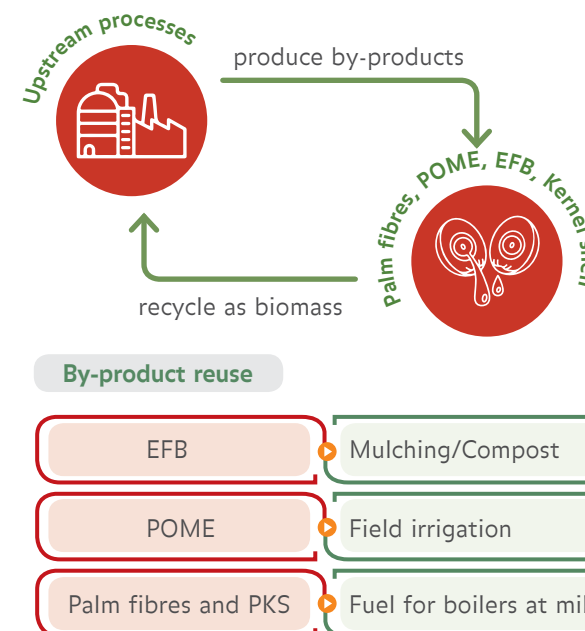 Upstream processes
produce by-products
Palm fibres, POME, EFB, Kernel shell
recycle as biomass
By-product reuse
EFB
Mulching/Compost
POME
Field irrigation
Palm fibres and PKS
Fuel for boilers at